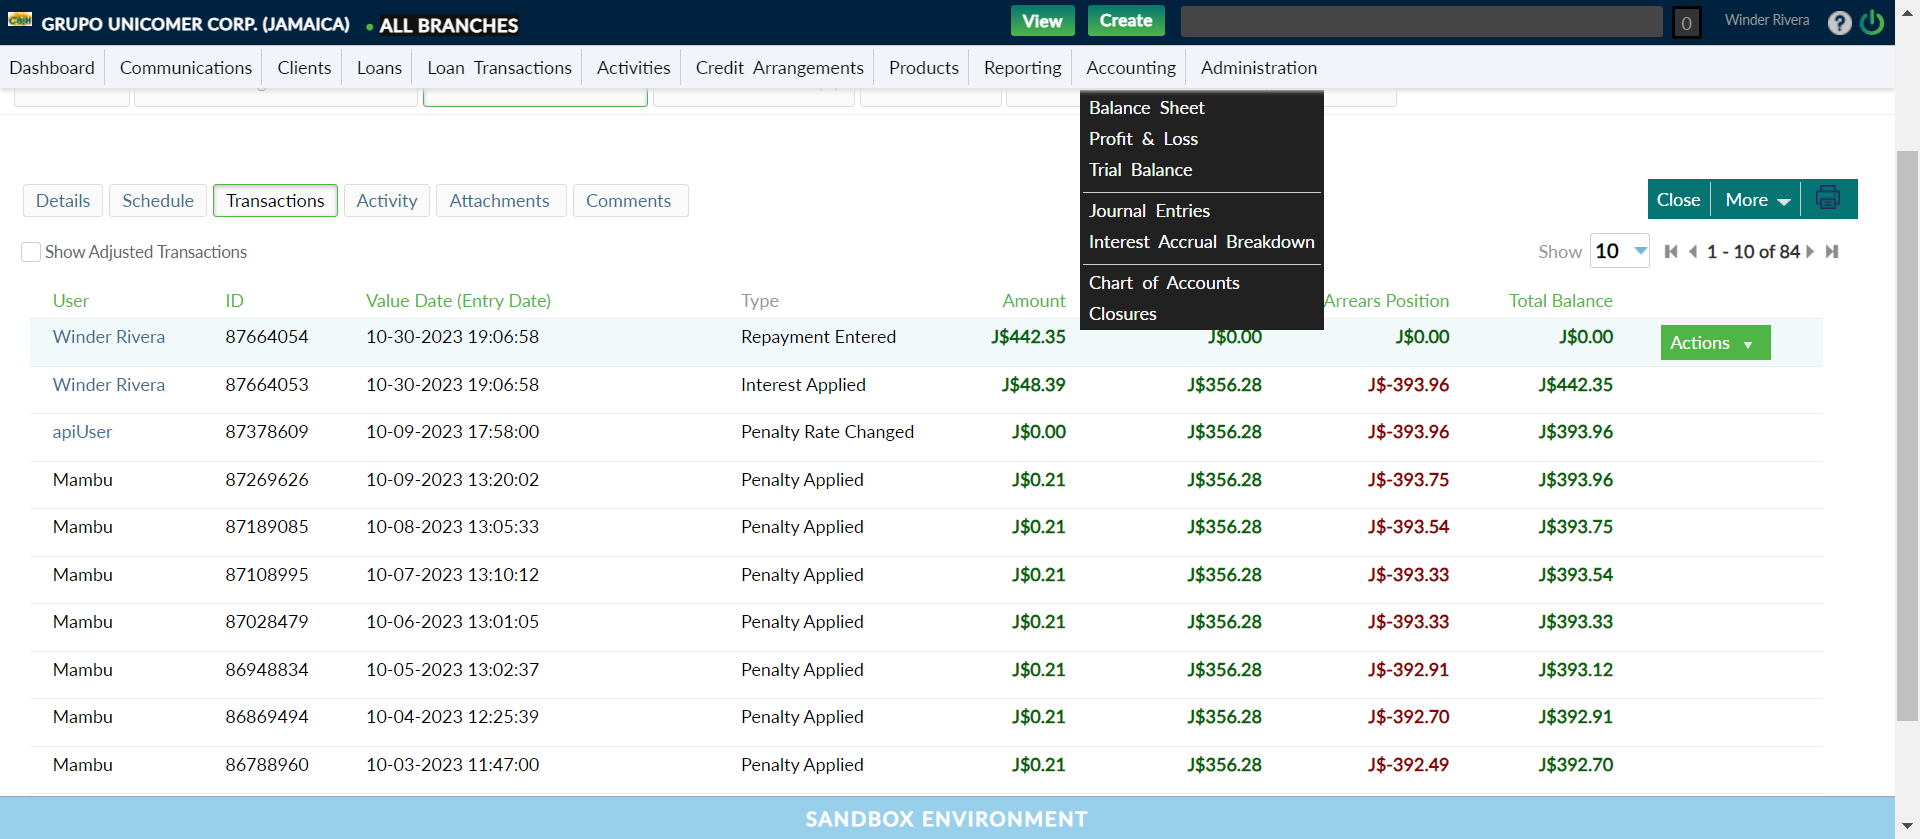 GRUPO UNICOMER CORP. (JAMAICA) • ALL BRANCHES View Create 0 Winder Rivera ?
Dashboard Communications Clients Loans Loan Transactions Activities Credit Arrangements Products Reporting Accounting Administration
Balance Sheet
Profit & Loss
Trial Balance
Journal Entries
Interest Accrual Breakdown
Chart of Accounts
Closures
Details Schedule Transactions Activity Attachments Comments Close More
Show Adjusted Transactions Show 10 1 - 10 of 84
User ID Value Date (Entry Date) Type Amount Arrears Position Total Balance
Winder Rivera 87664054 10-30-2023 19:06:58 Repayment Entered J$442.35 J$0.00 J$0.00 J$0.00 Actions
Winder Rivera 87664053 10-30-2023 19:06:58 Interest Applied J$48.39 J$356.28 J$-393.96 J$442.35
apiUser 87378609 10-09-2023 17:58:00 Penalty Rate Changed J$0.00 J$356.28 J$-393.96 J$393.96
Mambu 87269626 10-09-2023 13:20:02 Penalty Applied J$0.21 J$356.28 J$-393.75 J$393.96
Mambu 87189085 10-08-2023 13:05:33 Penalty Applied J$0.21 J$356.28 J$-393.54 J$393.75
Mambu 87108995 10-07-2023 13:10:12 Penalty Applied J$0.21 J$356.28 J$-393.33 J$393.54
Mambu 87028479 10-06-2023 13:01:05 Penalty Applied J$0.21 J$356.28 J$-393.33 J$393.33
Mambu 86948834 10-05-2023 13:02:37 Penalty Applied J$0.21 J$356.28 J$-392.91 J$393.12
Mambu 86869494 10-04-2023 12:25:39 Penalty Applied J$0.21 J$356.28 J$-392.70 J$392.91
Mambu 86788960 10-03-2023 11:47:00 Penalty Applied J$0.21 J$356.28 J$-392.49 J$392.70
SANDBOX ENVIRONMENT